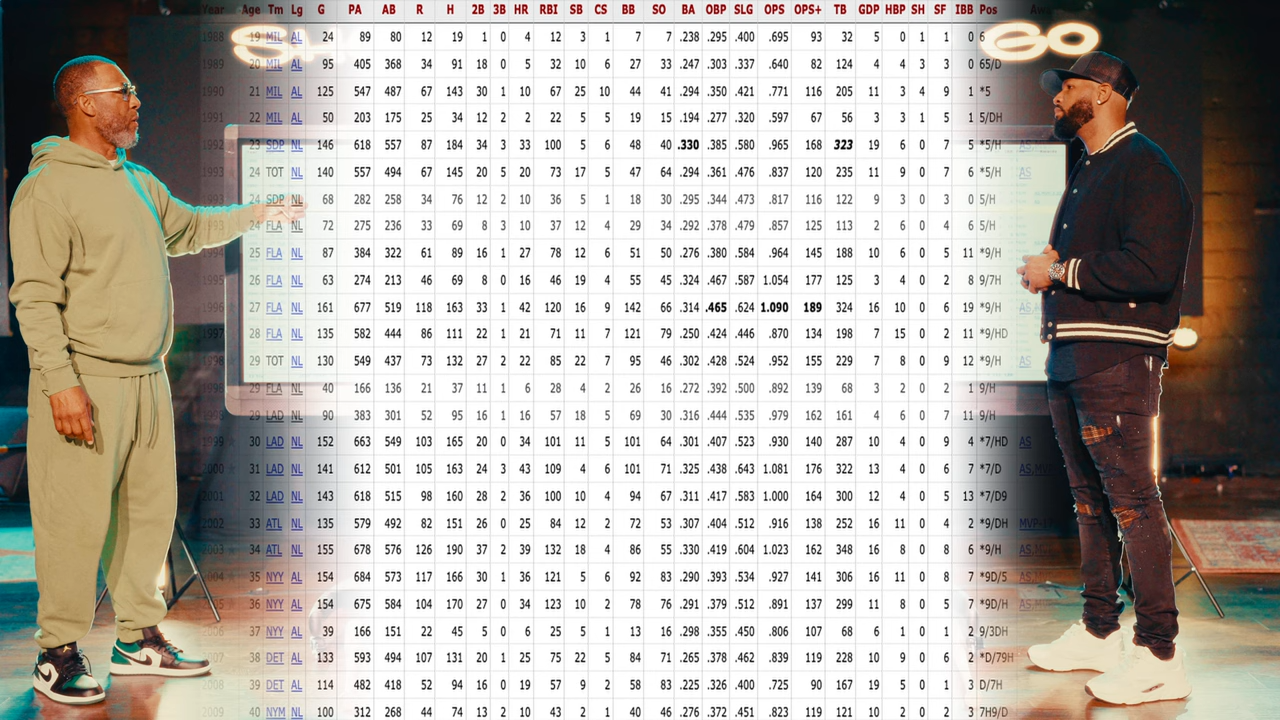 SH GO
Year Age Tm Lg G PA AB R H 2B 3B HR RBI SB CS BB SO BA OBP SLG OPS OPS+ TB GDP HBP SH SF IBB Pos
1988 19 MIL AL 24 89 80 12 19 1 0 4 12 3 1 7 7 .238 .295 .400 .695 93 32 5 0 1 1 0 6
1989 20 MIL AL 95 405 368 34 91 18 0 5 32 10 6 27 33 .247 .303 .337 .640 82 124 4 4 3 3 0 65/D
1990 21 MIL AL 125 547 487 67 143 30 1 10 67 25 10 44 41 .294 .350 .421 .771 116 205 11 3 4 9 1 *5
1991 22 MIL AL 50 203 175 25 34 12 2 2 22 5 5 19 15 .194 .277 .320 .597 67 56 3 3 1 5 1 5/DH
1992 23 SDP NL 146 618 557 87 184 34 3 33 100 5 6 48 40 .330 .385 .580 .965 168 323 19 6 0 7 5 *5/H AS
1993 24 TOT NL 140 557 494 67 145 20 5 20 73 17 5 47 64 .294 .361 .476 .837 120 235 11 9 0 7 6 *5/H AS
1993 24 SDP NL 68 282 258 34 76 12 2 10 36 5 1 18 30 .295 .344 .473 .817 116 122 9 3 0 3 0 5/H
1993 24 FLA NL 72 275 236 33 69 8 3 10 37 12 4 29 34 .292 .378 .479 .857 125 113 2 6 0 4 6 5/H
1994 25 FLA NL 87 384 322 61 89 16 1 27 78 12 6 51 50 .276 .380 .584 .964 145 188 10 6 0 5 11 *9/H
1995 26 FLA NL 63 213 46 69 8 0 16 46 19 5 55 45 .324 .467 .587 1.054 177 125 3 4 0 2 9/7H
1996 27 FLA NL 677 519 118 163 33 42 120 16 9 142 66 .314 .465 .624 1.090 189 324 16 10 0 6 *9/H AS
1997 28 FLA NL 135 582 444 86 111 22 1 21 71 11 7 121 79 .250 .424 .446 .870 134 198 7 15 0 2 11 *9/HD
1998 29 TOT NL 130 549 437 73 132 27 2 22 85 22 7 95 46 .302 .428 .524 .952 155 229 7 8 0 9 12 *9/H AS
1998 29 FLA NL 40 166 136 21 37 11 1 6 28 4 2 26 16 .272 .392 .500 .892 139 68 3 2 0 2 1 9/H
1998 29 LAD NL 90 383 301 52 95 16 1 16 57 18 5 69 30 .316 .444 .535 .979 162 161 4 6 0 7 11 9/H
1999 30 LAD NL 152 663 549 103 165 20 0 34 101 11 5 101 64 .301 .407 .523 .930 140 287 10 4 0 9 4 *7/HD AS
2000 31 LAD NL 141 612 501 105 163 24 3 43 109 4 6 101 71 .325 .438 .643 1.081 176 322 13 4 0 6 7 *7/D
2001 32 LAD NL 143 618 515 98 160 28 2 36 100 10 4 94 67 .311 .417 .583 1.000 164 300 12 4 0 5 13 *7/D9
2002 33 ATL NL 135 579 492 82 151 26 0 25 84 12 2 72 53 .307 .404 .512 .916 138 252 16 11 0 4 2 *9/DH
2003 34 ATL NL 155 678 576 126 190 37 2 39 132 18 4 86 55 .330 .419 .604 1.023 162 348 16 8 0 8 6 *9/H
2004 35 NYY AL 154 684 573 117 166 30 1 36 121 5 6 92 83 .290 .393 .534 .927 141 306 16 11 8 7 *9D/5
36 NYY AL 154 675 584 104 170 27 0 34 123 10 2 78 76 .291 .379 .512 .891 137 299 11 8 0 5 7 *9D/H
2006 37 NYY AL 39 166 151 22 45 5 0 6 25 5 1 13 16 .298 .355 .450 .806 107 68 6 1 0 1 2 9/3DH
38 DET AL 133 593 494 107 131 20 1 25 75 22 5 84 71 .265 .378 .462 .839 119 228 10 9 0 6 2 *D/79H
2008 39 DET AL 114 482 418 52 94 16 0 19 57 9 2 58 83 .225 .400 .725 90 167 19 5 0 1 3 D/7H
2009 40 NYM NL 100 312 268 44 74 13 2 10 43 2 1 40 46 .276 .372 .451 .823 119 121 10 2 0 2 3 7H9/D